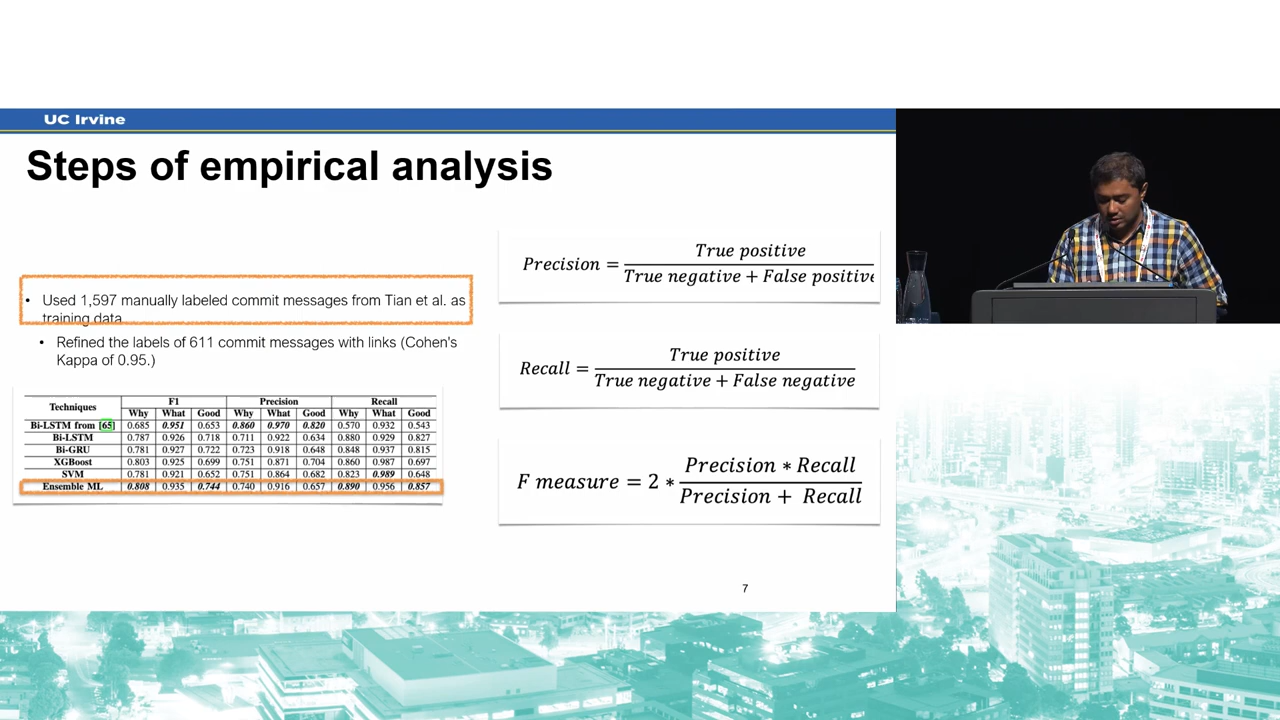 UC Irvine
Steps of empirical analysis
• Used 1,597 manually labeled commit messages from Tian et al. as
training data
• Refined the labels of 611 commit messages with links (Cohen's
Kappa of 0.95.)
Techniques F1 Precision Recall
Why What Good Why What Good Why What Good
Bi-LSTM from [65] 0.685 0.951 0.653 0.860 0.970 0.820 0.570 0.932 0.543
Bi-LSTM 0.787 0.926 0.718 0.711 0.922 0.634 0.880 0.929 0.827
Bi-GRU 0.781 0.927 0.722 0.723 0.918 0.648 0.848 0.937 0.815
XGBoost 0.803 0.925 0.699 0.751 0.871 0.704 0.860 0.987 0.697
SVM 0.781 0.921 0.652 0.751 0.864 0.682 0.823 0.989 0.648
Ensemble ML 0.808 0.935 0.744 0.740 0.916 0.657 0.890 0.956 0.857
Precision = True positive / True negative + False positive
Recall = True positive / True negative + False negative
F measure = 2 * Precision * Recall / Precision + Recall
7